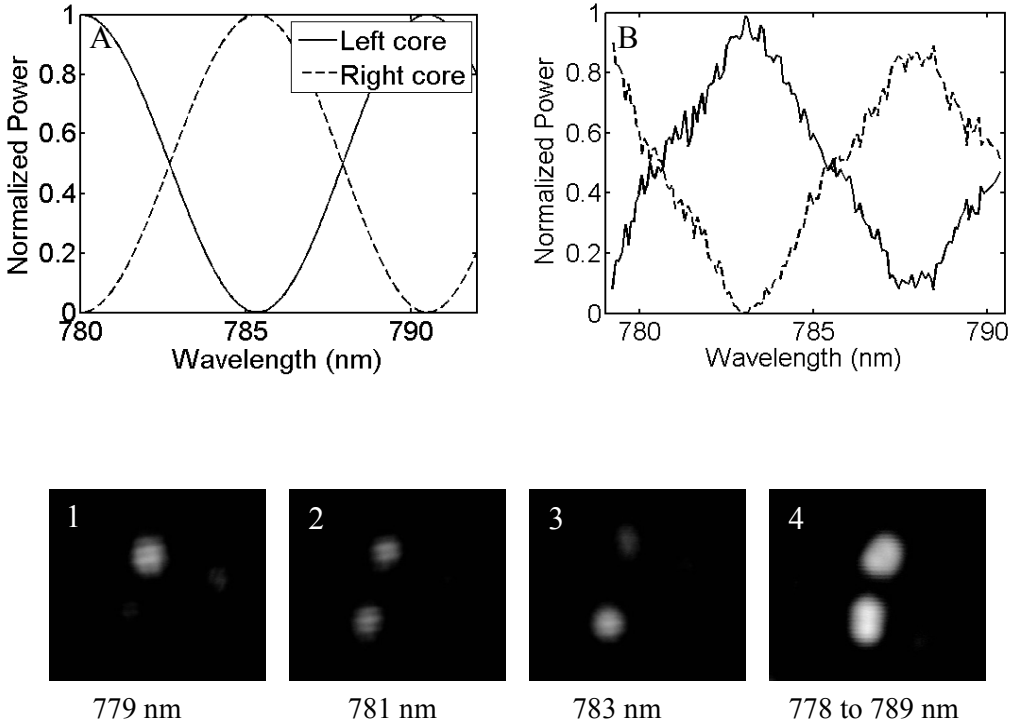 A
Left core
Right core
Normalized Power
1
0.8
0.6
0.4
0.2
0
780
785
790
Wavelength (nm)
B
Normalized Power
1
0.8
0.6
0.4
0.2
0
780
785
790
Wavelength (nm)
1
2
3
4
779 nm
781 nm
783 nm
778 to 789 nm